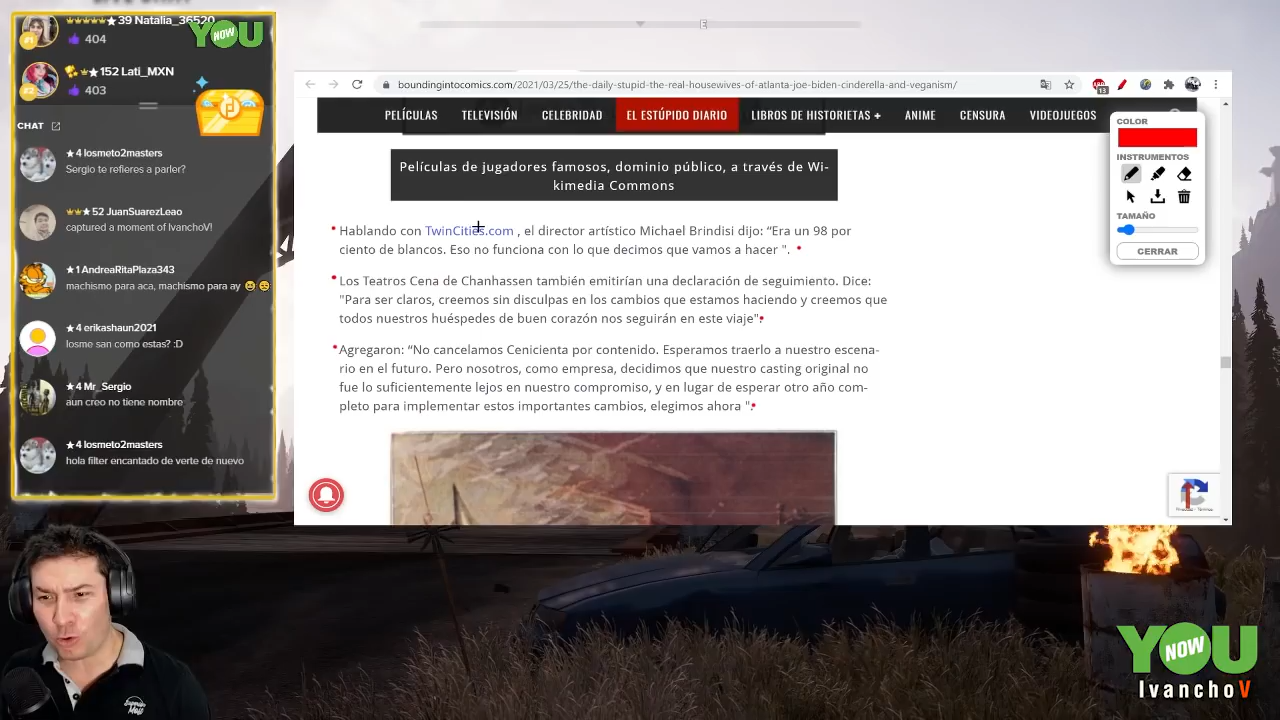 39 Natalia_36520
404
#1
YOU
NOW
152 Lati_MXN
403
#2
CHAT
4 losmeto2masters
Sergio te refieres a parler?
52 JuanSuarezLeao
captured a moment of IvanchoV!
1 AndreaRitaPlaza343
machismo para aca, machismo para ay
4 erikashaun2021
losme san como estas? :D
4 Mr_Sergio
aun creo no tiene nombre
4 losmeto2masters
hola filter encantado de verte de nuevo
E
boundingintocomics.com/2021/03/25/the-daily-stupid-the-real-housewives-of-atlanta-joe-biden-cinderella-and-veganism/
13
PELÍCULAS TELEVISIÓN CELEBRIDAD EL ESTÚPIDO DIARIO LIBROS DE HISTORIETAS + ANIME CENSURA VIDEOJUEGOS
Películas de jugadores famosos, dominio público, a través de Wi-
kimedia Commons
Hablando con TwinCities.com , el director artístico Michael Brindisi dijo: “Era un 98 por
ciento de blancos. Eso no funciona con lo que decimos que vamos a hacer ".
Los Teatros Cena de Chanhassen también emitirían una declaración de seguimiento. Dice:
"Para ser claros, creemos sin disculpas en los cambios que estamos haciendo y creemos que
todos nuestros huéspedes de buen corazón nos seguirán en este viaje".
Agregaron: “No cancelamos Cenicienta por contenido. Esperamos traerlo a nuestro escena-
rio en el futuro. Pero nosotros, como empresa, decidimos que nuestro casting original no
fue lo suficientemente lejos en nuestro compromiso, y en lugar de esperar otro año com-
pleto para implementar estos importantes cambios, elegimos ahora ".
COLOR
INSTRUMENTOS
TAMAÑO
CERRAR
YOU
NOW
IvanchoV